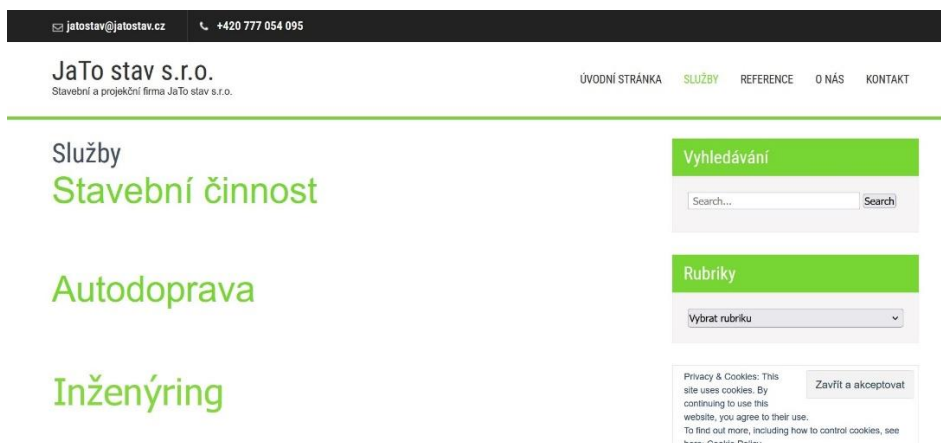 jatostav@jatostav.cz +420 777 054 095
JaTo stav s.r.o.
Stavební a projekční firma JaTo stav s.r.o.
ÚVODNÍ STRÁNKA SLUŽBY REFERENCE O NÁS KONTAKT
Služby
Stavební činnost
Autodoprava
Inženýring
Vyhledávání
Search... Search
Rubriky
Vybrat rubriku
Privacy & Cookies: This
site uses cookies. By
continuing to use this
website, you agree to their use.
To find out more, including how to control cookies, see
here: Cookie Policy
Zavřít a akceptovat